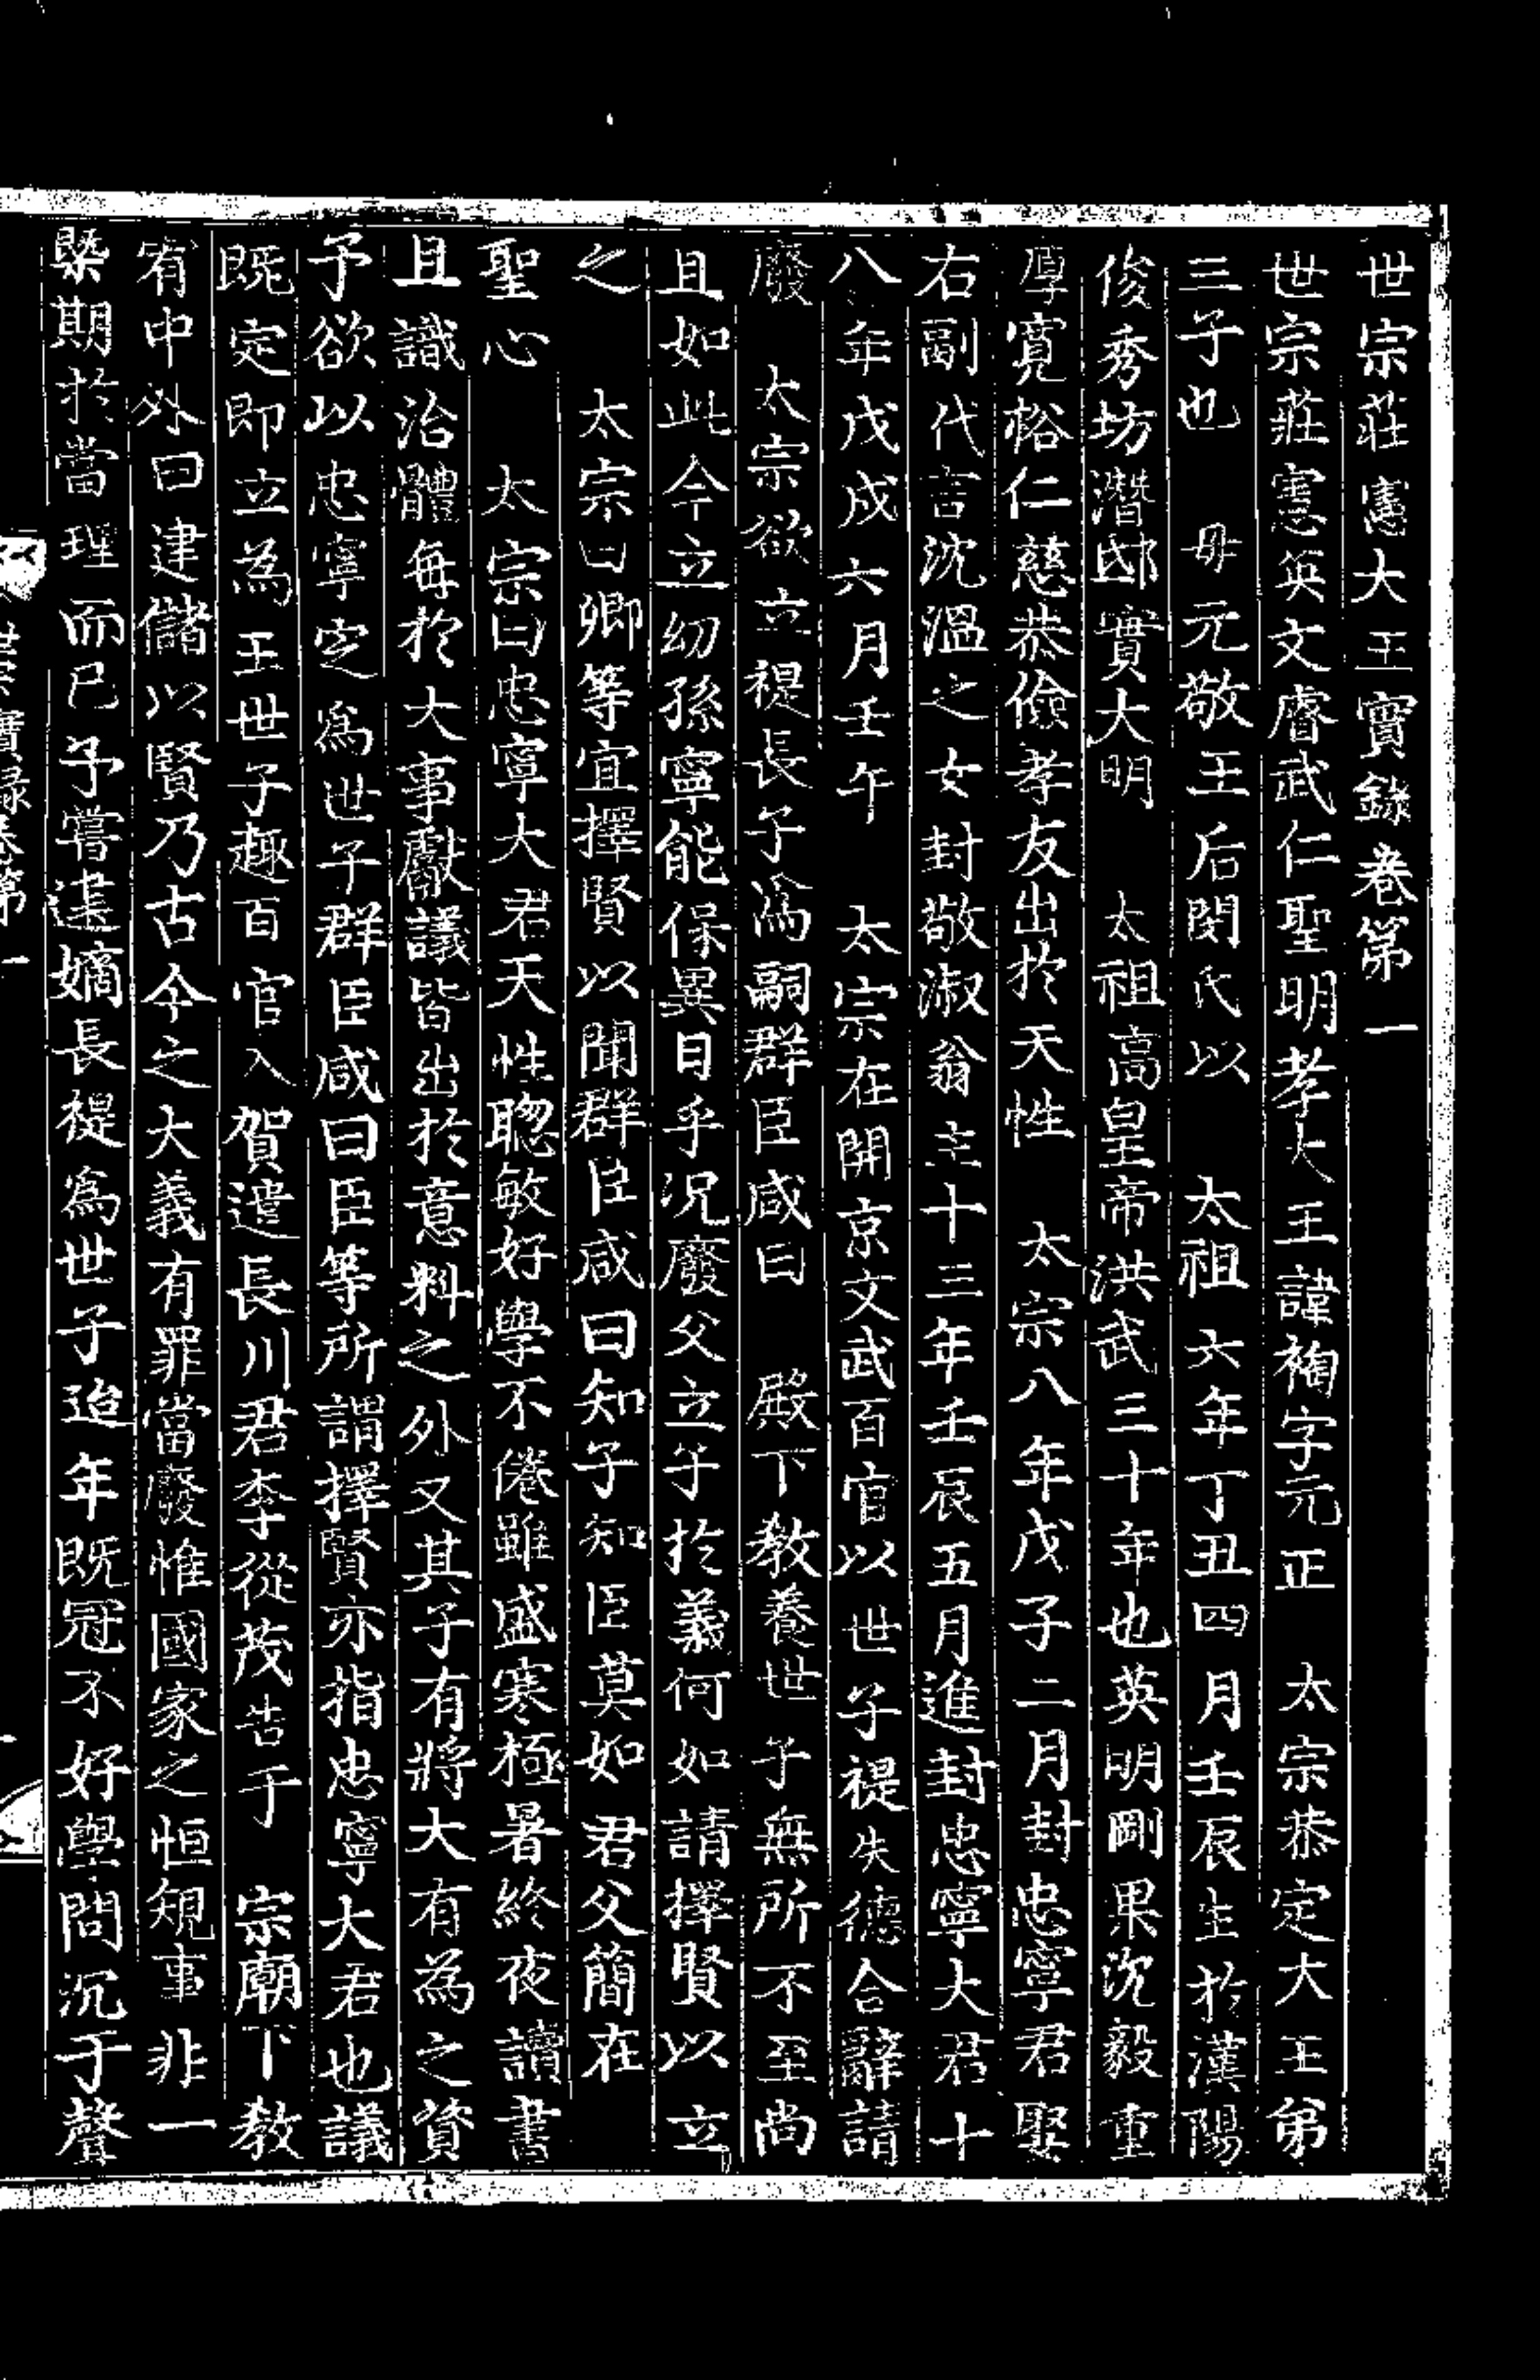 世宗莊憲大王實錄卷第一
世宗莊憲英文睿武仁聖明孝大王諱裪字元正 太宗恭定大王第
三子也 母元敬王后閔氏以 太祖六年丁丑四月壬辰生於漢陽
俊秀坊潛邸實大明 太祖高皇帝洪武三十年也英明剛果沈毅重
厚寬裕仁慈恭儉孝友出於天性 太宗八年戊子二月封忠寧君娶
右副代言沈溫之女封敬淑翁主十三年壬辰五月進封忠寧大君十
八年戊戌六月壬午 太宗在開京文武百官以世子禔失德合辭請
廢 太宗欲立禔長子爲嗣群臣咸曰 殿下敎養世子無所不至尚
且如此今立幼孫寧能保異日乎況廢父立子於義何如請擇賢以立
之 太宗曰卿等宜擇賢以聞群臣咸曰知子知臣莫如 君父簡在
聖心 太宗曰忠寧大君天性聰敏好學不倦雖盛寒極暑終夜讀書
且識治體每於大事獻議皆出於意料之外又其子有將大有爲之資
予欲以忠寧定爲世子群臣咸曰臣等所謂擇賢亦指忠寧大君也議
旣定卽立為王世子趣百官入賀遣長川君李從茂告于 宗廟下敎
宥中外曰建儲以賢乃古今之大義有罪當廢惟國家之恒規事非一
槩期於當理而已予嘗建嫡長禔爲世子迨年旣冠不好學問沉于聲
世宗實錄卷第一